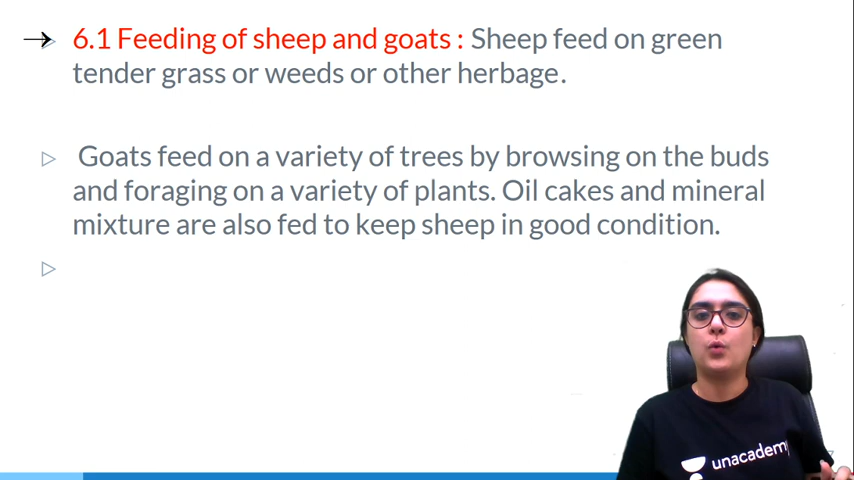 6.1 Feeding of sheep and goats : Sheep feed on green
tender grass or weeds or other herbage.
Goats feed on a variety of trees by browsing on the buds
and foraging on a variety of plants. Oil cakes and mineral
mixture are also fed to keep sheep in good condition.
unacademy